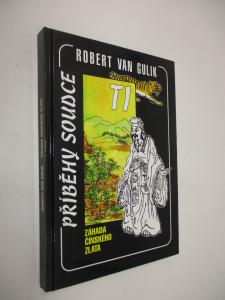 ROBERT VAN GULIK
PŘÍBĚHY SOUDCE
TI
ZÁHADA
ČÍNSKÉHO
ZLATA